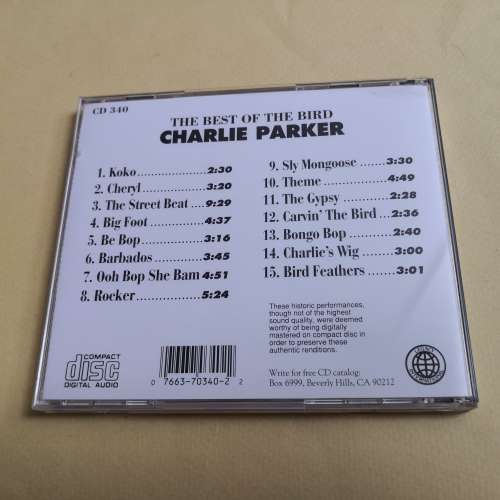 CD 340
THE BEST OF THE BIRD
CHARLIE PARKER
1. Koko....................2:30
2. Cheryl................3:20
3. The Street Beat...9:29
4. Big Foot.............4:37
5. Be Bop...............3:16
6. Barbados...........3:45
7. Ooh Bop She Bam 4:51
8. Rocker...............5:24
9. Sly Mongoose.......3:30
10. Theme................4:49
11. The Gypsy..........2:28
12. Carvin' The Bird...2:36
13. Bongo Bop..........2:40
14. Charlie's Wig.......3:00
15. Bird Feathers.......3:01
These historic performances,
though not of the highest
sound quality, were deemed
worthy of being digitally
mastered on compact disc in
order to preserve these
authentic renditions.
COMPACT
disc
DIGITAL AUDIO
0 7663-70340-2 2
Write for free CD catalog:
Box 6999, Beverly Hills, CA 90212